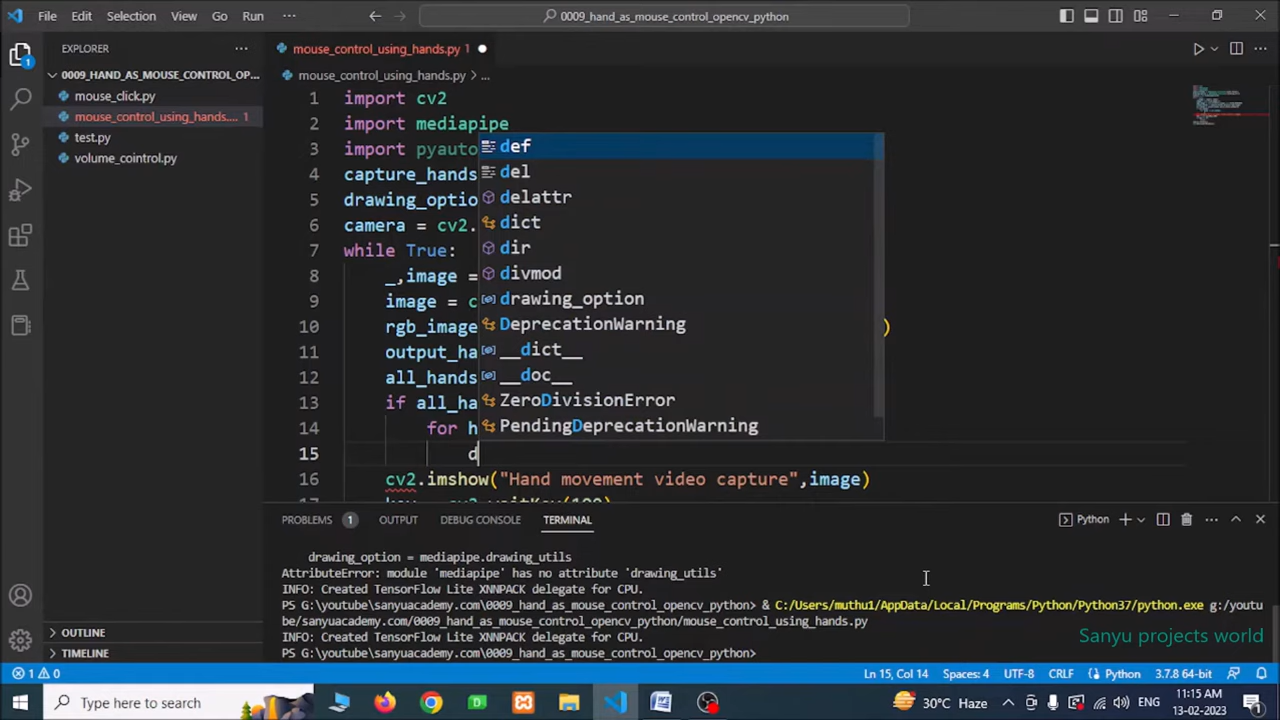 File Edit Selection View Go Run ··· 0009_hand_as_mouse_control_opencv_python
EXPLORER ··· mouse_control_using_hands.py 1
0009_HAND_AS_MOUSE_CONTROL_OP... mouse_control_using_hands.py > ...
mouse_click.py
mouse_control_using_hands.... 1
test.py
volume_cointrol.py
1 import cv2
2 import mediapipe
3 import pyauto
4 capture_hands
5 drawing_optio
6 camera = cv2.
7 while True:
8 _,image =
9 image = c
10 rgb_image )
11 output_ha
12 all_hands
13 if all_ha
14 for h
15 d
16 cv2.imshow("Hand movement video capture",image)
def
del
delattr
dict
dir
divmod
drawing_option
DeprecationWarning
__dict__
__doc__
ZeroDivisionError
PendingDeprecationWarning
PROBLEMS 1 OUTPUT DEBUG CONSOLE TERMINAL Python
drawing_option = mediapipe.drawing_utils
AttributeError: module 'mediapipe' has no attribute 'drawing_utils'
INFO: Created TensorFlow Lite XNNPACK delegate for CPU.
PS G:\youtube\sanyuacademy.com\0009_hand_as_mouse_control_opencv_python> & C:/Users/muthu1/AppData/Local/Programs/Python/Python37/python.exe g:/youtu
be/sanyuacademy.com/0009_hand_as_mouse_control_opencv_python/mouse_control_using_hands.py
INFO: Created TensorFlow Lite XNNPACK delegate for CPU.
PS G:\youtube\sanyuacademy.com\0009_hand_as_mouse_control_opencv_python>
Sanyu projects world
OUTLINE
TIMELINE
1 0 Ln 15, Col 14 Spaces: 4 UTF-8 CRLF Python 3.7.8 64-bit
Type here to search 30°C Haze ENG 11:15 AM
13-02-2023 1